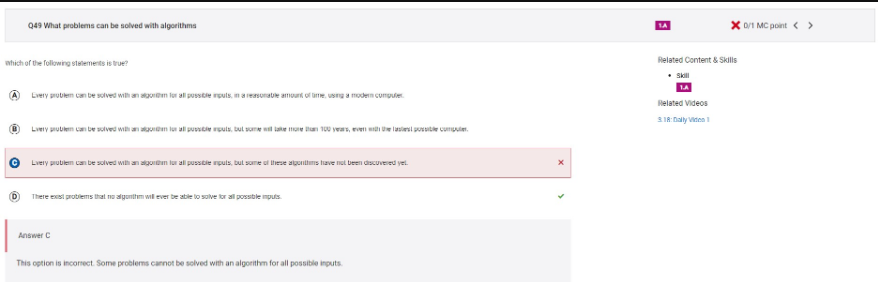 Q49 What problems can be solved with algorithms
1.A
0/1 MC point
Which of the following statements is true?
A Every problem can be solved with an algorithm for all possible inputs, in a reasonable amount of time, using a modern computer.
B Every problem can be solved with an algorithm for all possible inputs, but some will take more than 100 years, even with the fastest possible computer.
C Every problem can be solved with an algorithm for all possible inputs, but some of these algorithms have not been discovered yet.
D There exist problems that no algorithm will ever be able to solve for all possible inputs.
Answer C
This option is incorrect. Some problems cannot be solved with an algorithm for all possible inputs.
Related Content & Skills
Skill
1.A
Related Videos
3.18: Daily Video 1